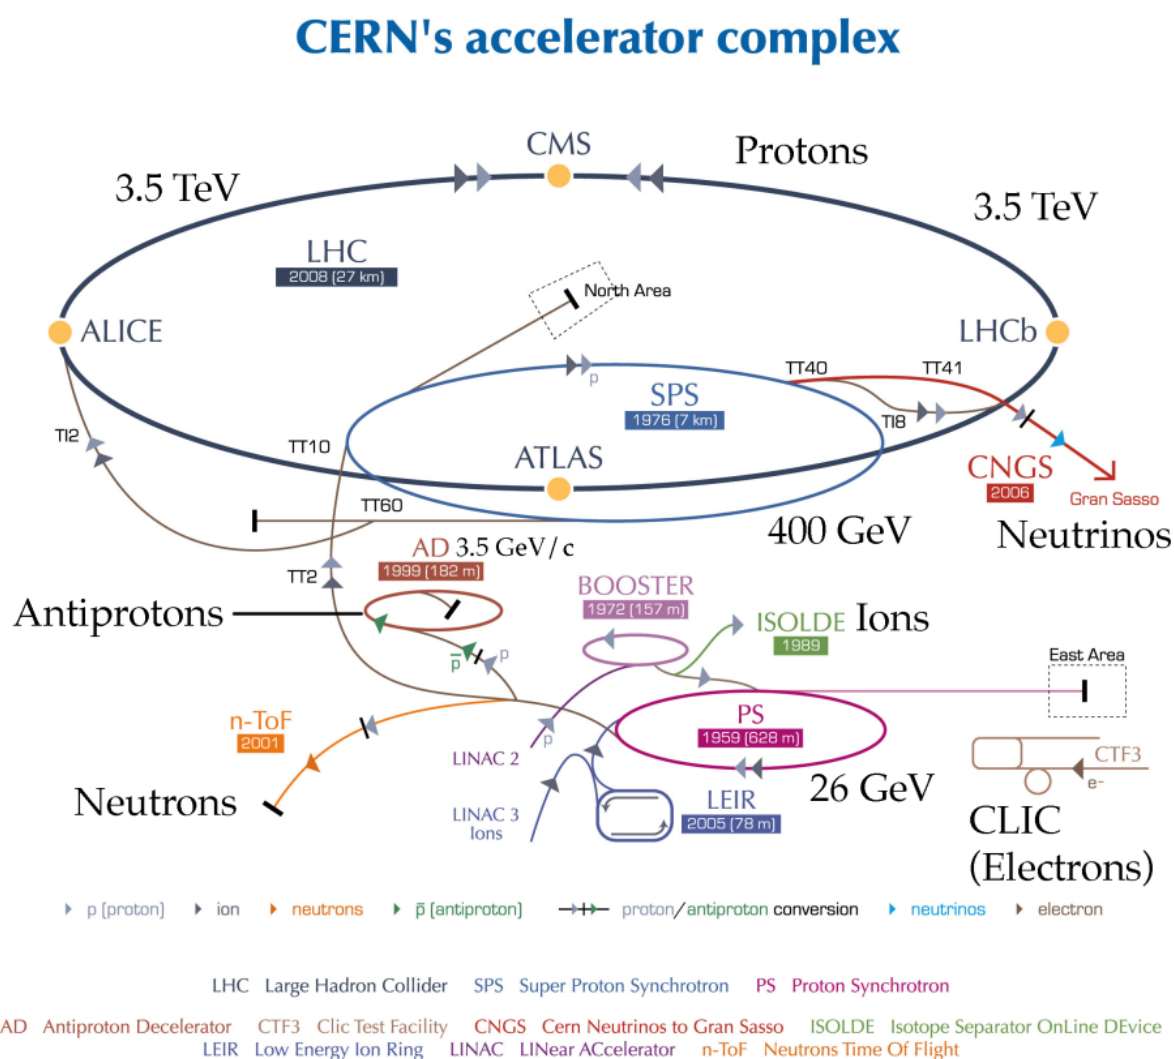 CERN's accelerator complex
CMS
Protons
3.5 TeV
3.5 TeV
LHC
2008 (27 km)
North Area
ALICE
LHCb
TT40
TT41
p
SPS
1976 (7 km)
TI8
TI2
TT10
ATLAS
CNGS
2006
Gran Sasso
TT60
400 GeV
Neutrinos
AD 3.5 GeV/c
1999 (182 m)
TT2
BOOSTER
1972 (157 m)
Antiprotons
ISOLDE Ions
1989
p̅
p
East Area
n-ToF
2001
PS
1959 (628 m)
p
LINAC 2
CTF3
e-
Neutrons
LINAC 3
Ions
LEIR
2005 (78 m)
26 GeV
CLIC
(Electrons)
p (proton) ion neutrons p̅ (antiproton) proton/antiproton conversion neutrinos electron
LHC Large Hadron Collider SPS Super Proton Synchrotron PS Proton Synchrotron
AD Antiproton Decelerator CTF3 Clic Test Facility CNGS Cern Neutrinos to Gran Sasso ISOLDE Isotope Separator OnLine DEvice
LEIR Low Energy Ion Ring LINAC LINear ACcelerator n-ToF Neutrons Time Of Flight